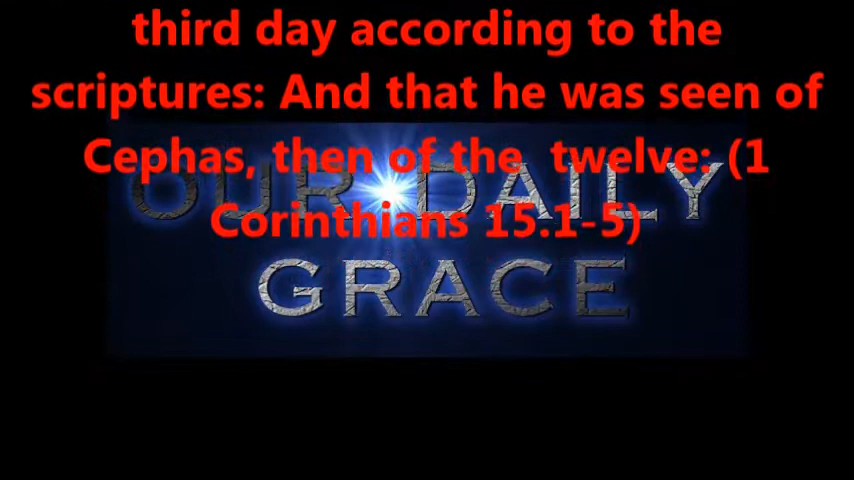 third day according to the
scriptures: And that he was seen of
Cephas, then of the twelve: (1
Corinthians 15:1-5)
OUR DAILY
GRACE